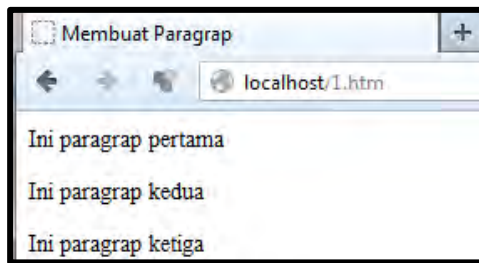 Membuat Paragrap
localhost/1.htm
Ini paragrap pertama
Ini paragrap kedua
Ini paragrap ketiga